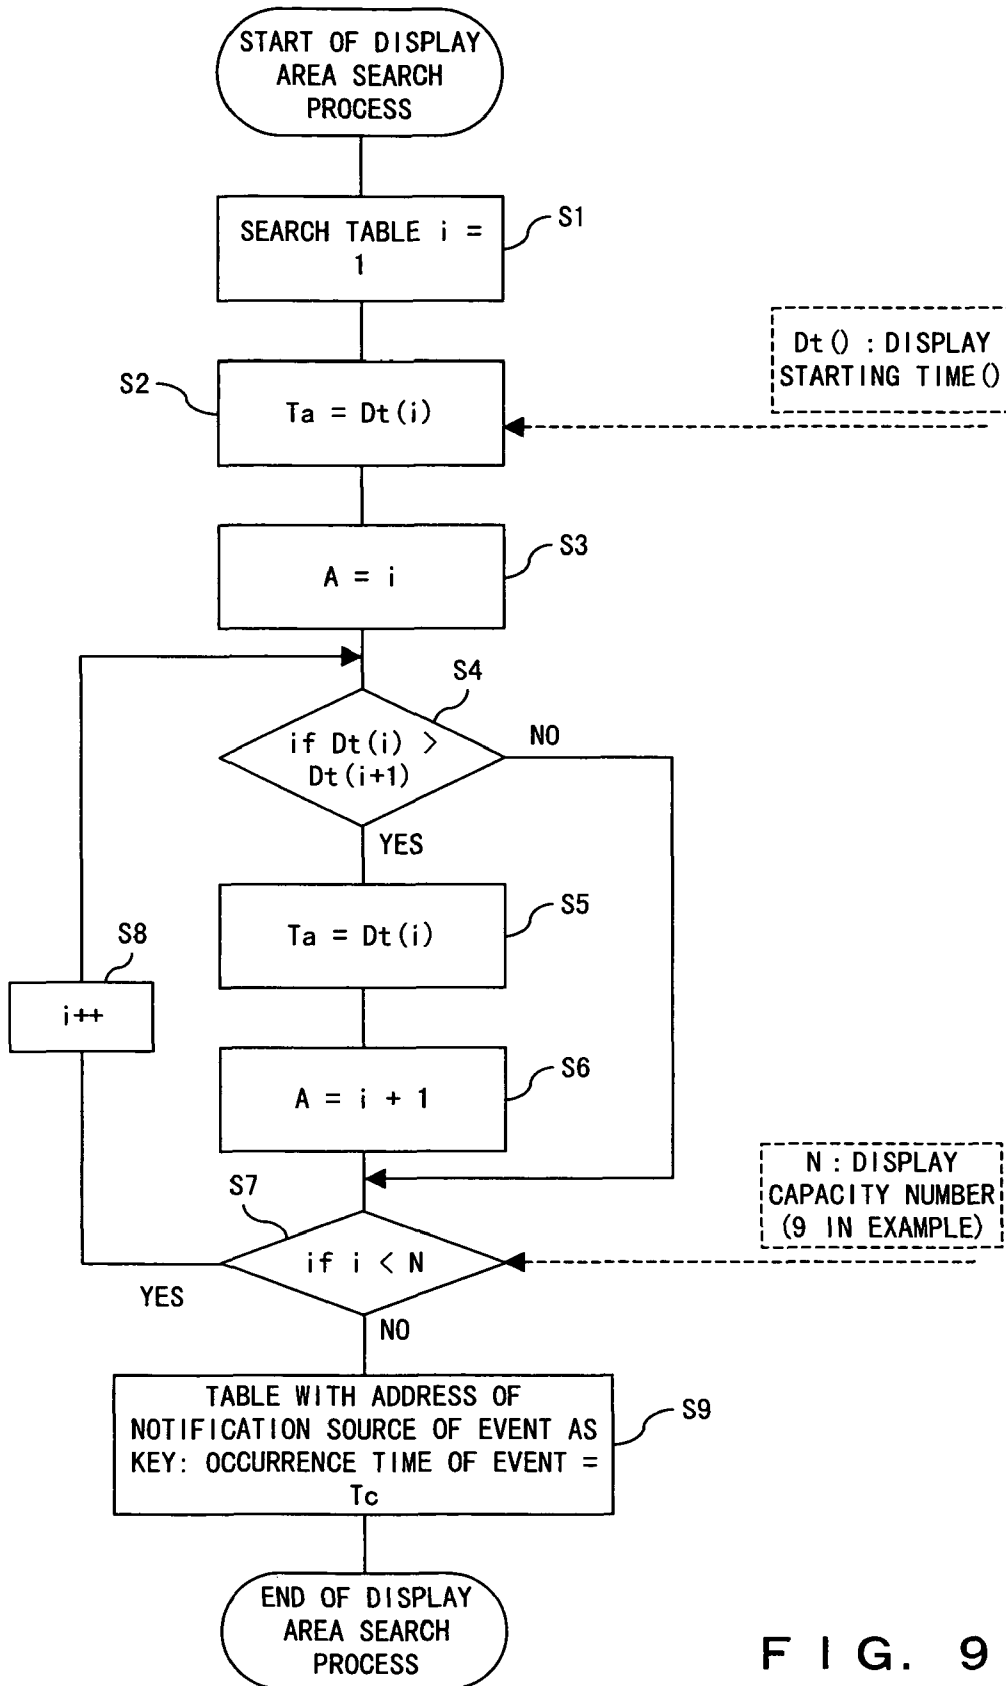 START OF DISPLAY
AREA SEARCH
PROCESS
S1
SEARCH TABLE i =
1
Dt() : DISPLAY
STARTING TIME()
S2
Ta = Dt(i)
S3
A = i
S4
if Dt(i) >
Dt(i+1)
NO
YES
S5
Ta = Dt(i)
S8
i++
S6
A = i + 1
N : DISPLAY
CAPACITY NUMBER
(9 IN EXAMPLE)
S7
if i < N
YES
NO
TABLE WITH ADDRESS OF
NOTIFICATION SOURCE OF EVENT AS
KEY: OCCURRENCE TIME OF EVENT =
Tc
S9
END OF DISPLAY
AREA SEARCH
PROCESS
FIG. 9